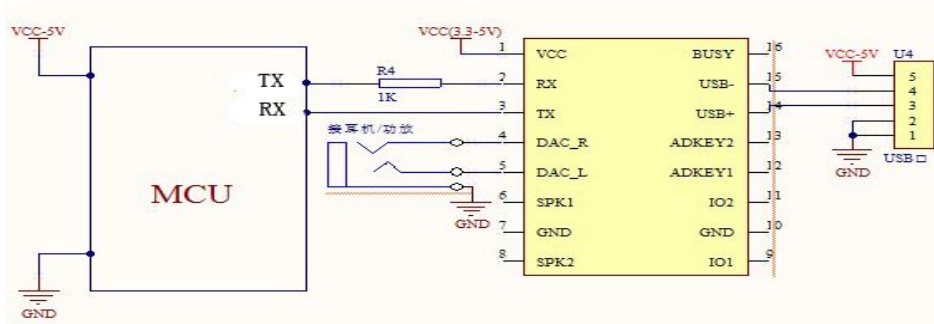 VCC-5V
MCU
TX
RX
GND
R4
1K
VCC(3.3-5V)
接耳机/功放
GND
1 VCC BUSY 16
2 RX USB- 15
3 TX USB+ 14
4 DAC_R ADKEY2 13
5 DAC_L ADKEY1 12
6 SPK1 IO2 11
7 GND GND 10
8 SPK2 IO1 9
VCC-5V
U4
5
4
3
2
1
USB口
GND